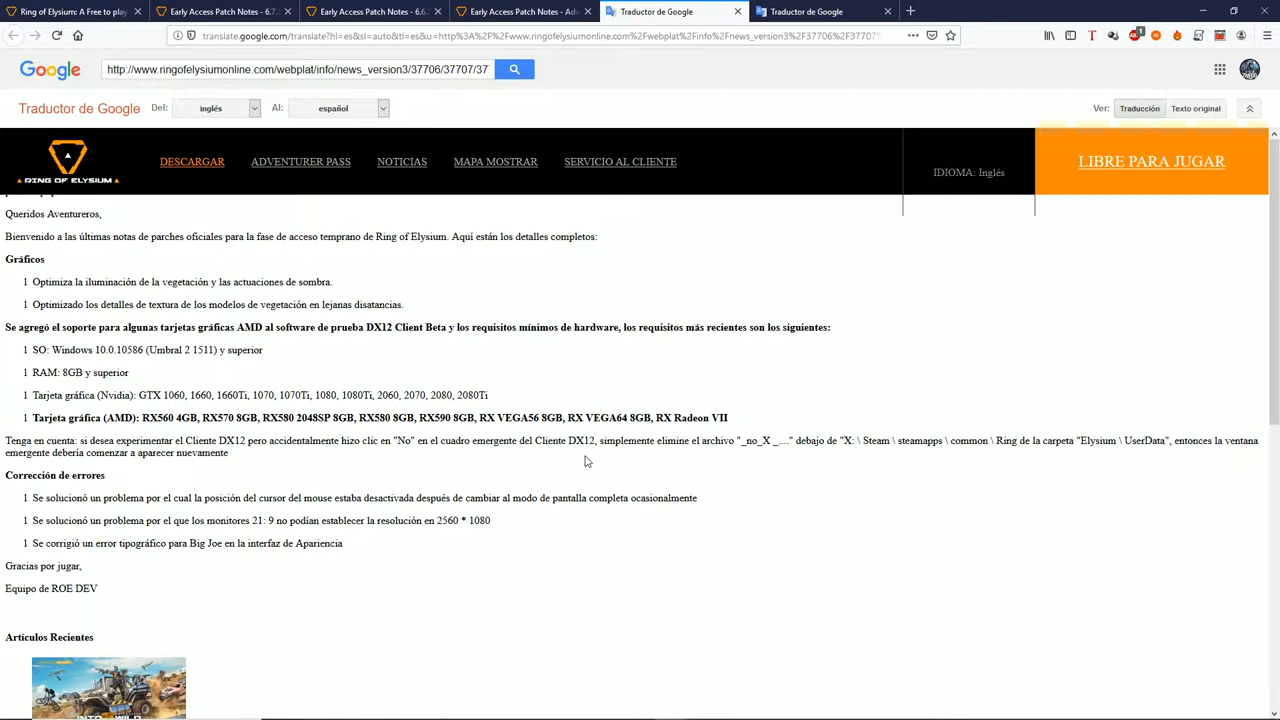 Ring of Elysium: A Free to play
Early Access Patch Notes - 6.7.
Early Access Patch Notes - 6.6.
Early Access Patch Notes - Adv
Traductor de Google
Traductor de Google
translate.google.com/translate?hl=es&sl=auto&tl=es&u=http%3A%2F%2Fwww.ringofelysiumonline.com%2Fwebplat%2Finfo%2Fnews_version3%2F37706%2F37707%
Google
http://www.ringofelysiumonline.com/webplat/info/news_version3/37706/37707/37
Traductor de Google
Del:
inglés
Al:
español
Ver:
Traducción
Texto original
RING OF ELYSIUM
DESCARGAR
ADVENTURER PASS
NOTICIAS
MAPA MOSTRAR
SERVICIO AL CLIENTE
IDIOMA: Inglés
LIBRE PARA JUGAR
Queridos Aventureros,
Bienvenido a las últimas notas de parches oficiales para la fase de acceso temprano de Ring of Elysium. Aquí están los detalles completos:
Gráficos
l Optimiza la iluminación de la vegetación y las actuaciones de sombra.
l Optimizado los detalles de textura de los modelos de vegetación en lejanas disatancias.
Se agregó el soporte para algunas tarjetas gráficas AMD al software de prueba DX12 Client Beta y los requisitos mínimos de hardware, los requisitos más recientes son los siguientes:
l SO: Windows 10.0.10586 (Umbral 2 1511) y superior
l RAM: 8GB y superior
l Tarjeta gráfica (Nvidia): GTX 1060, 1660, 1660Ti, 1070, 1070Ti, 1080, 1080Ti, 2060, 2070, 2080, 2080Ti
l Tarjeta gráfica (AMD): RX560 4GB, RX570 8GB, RX580 2048SP 8GB, RX580 8GB, RX590 8GB, RX VEGA56 8GB, RX VEGA64 8GB, RX Radeon VII
Tenga en cuenta: si desea experimentar el Cliente DX12 pero accidentalmente hizo clic en "No" en el cuadro emergente del Cliente DX12, simplemente elimine el archivo "_no_X _...." debajo de "X: \ Steam \ steamapps \ common \ Ring de la carpeta "Elysium \ UserData", entonces la ventana
emergente debería comenzar a aparecer nuevamente
Corrección de errores
l Se solucionó un problema por el cual la posición del cursor del mouse estaba desactivada después de cambiar al modo de pantalla completa ocasionalmente
l Se solucionó un problema por el que los monitores 21: 9 no podían establecer la resolución en 2560 * 1080
l Se corrigió un error tipográfico para Big Joe en la interfaz de Apariencia
Gracias por jugar,
Equipo de ROE DEV
Artículos Recientes